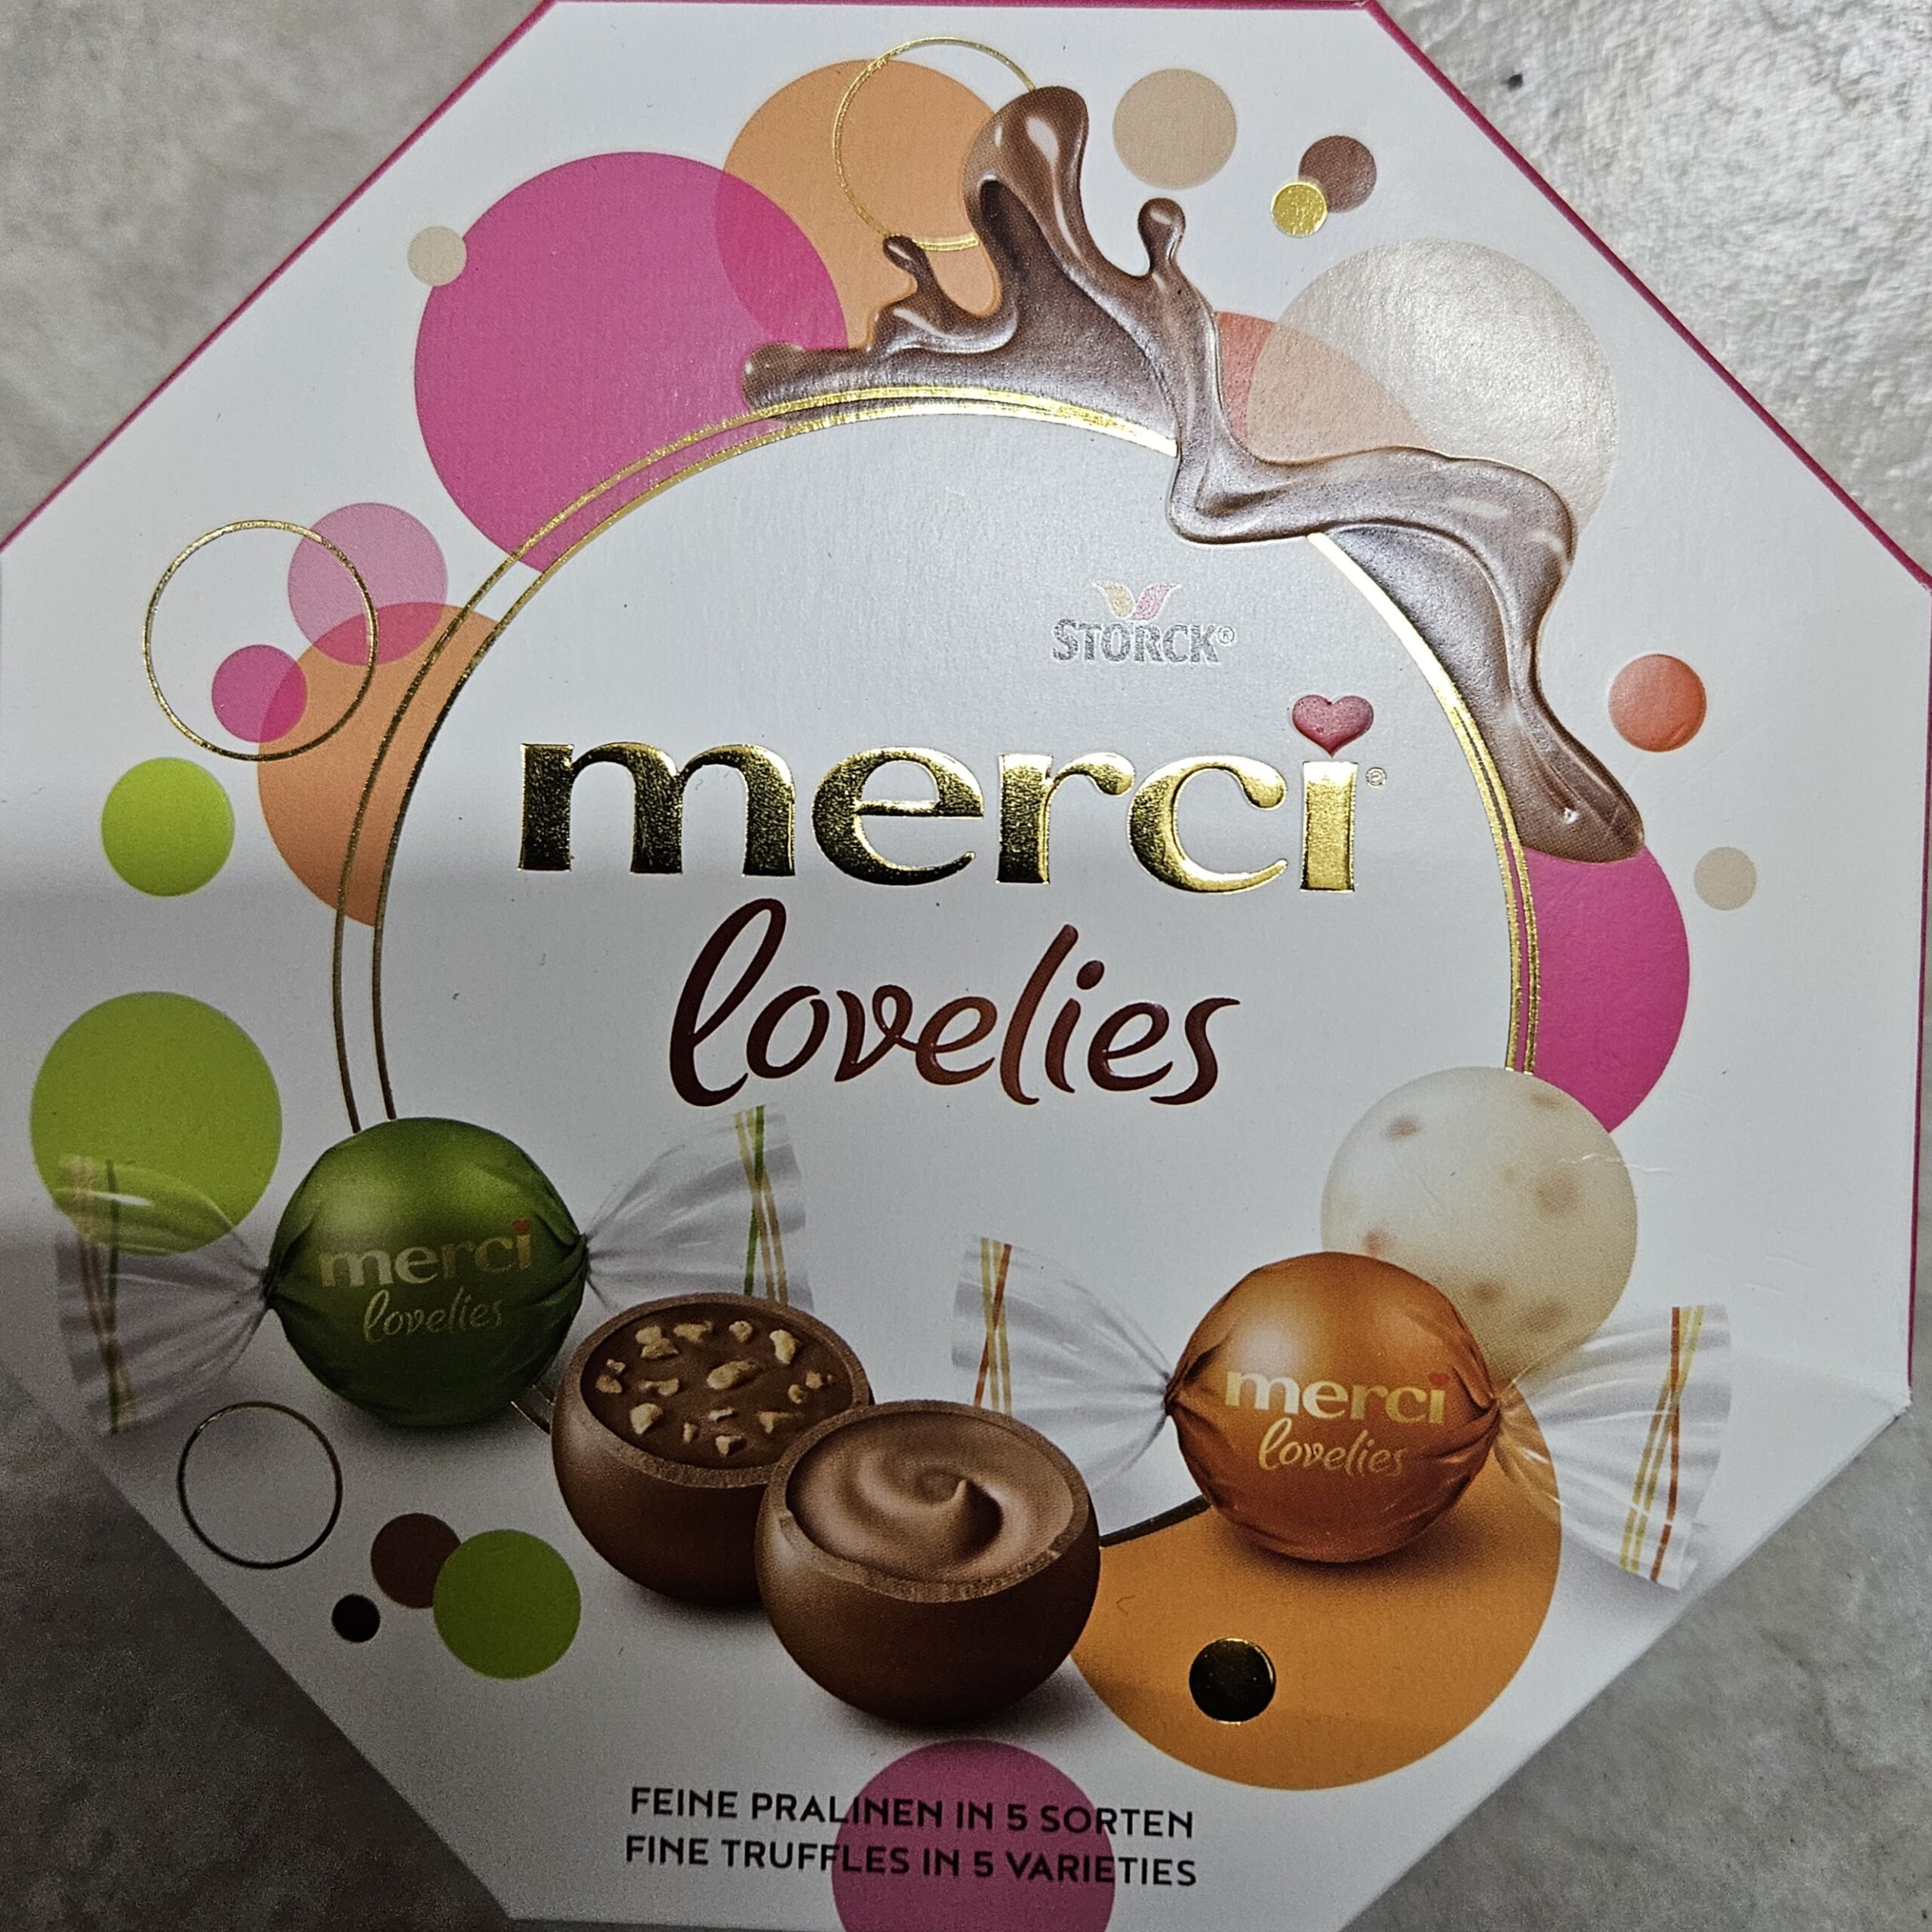 STORCK®
merci®
lovelies
merci
lovelies
merci
lovelies
FEINE PRALINEN IN 5 SORTEN
FINE TRUFFLES IN 5 VARIETIES